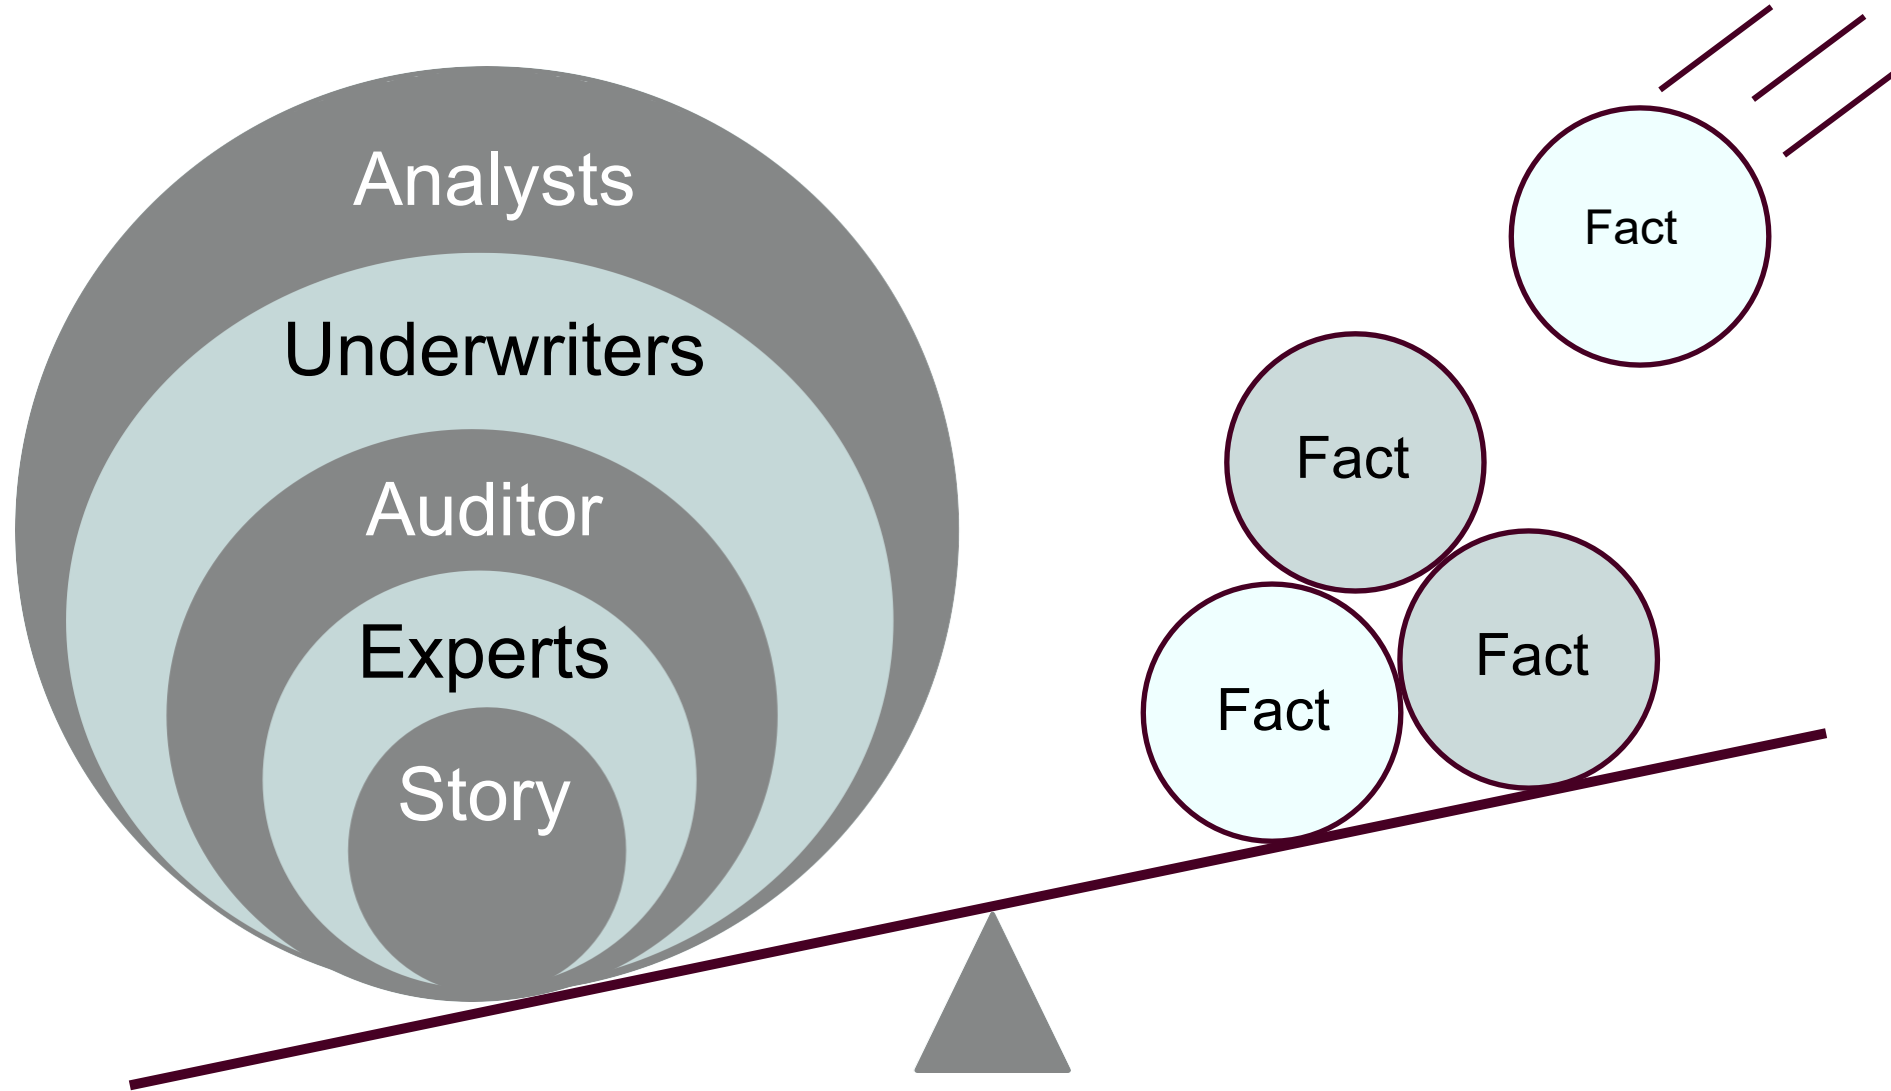 Analysts
Underwriters
Auditor
Experts
Story
Fact
Fact
Fact
Fact